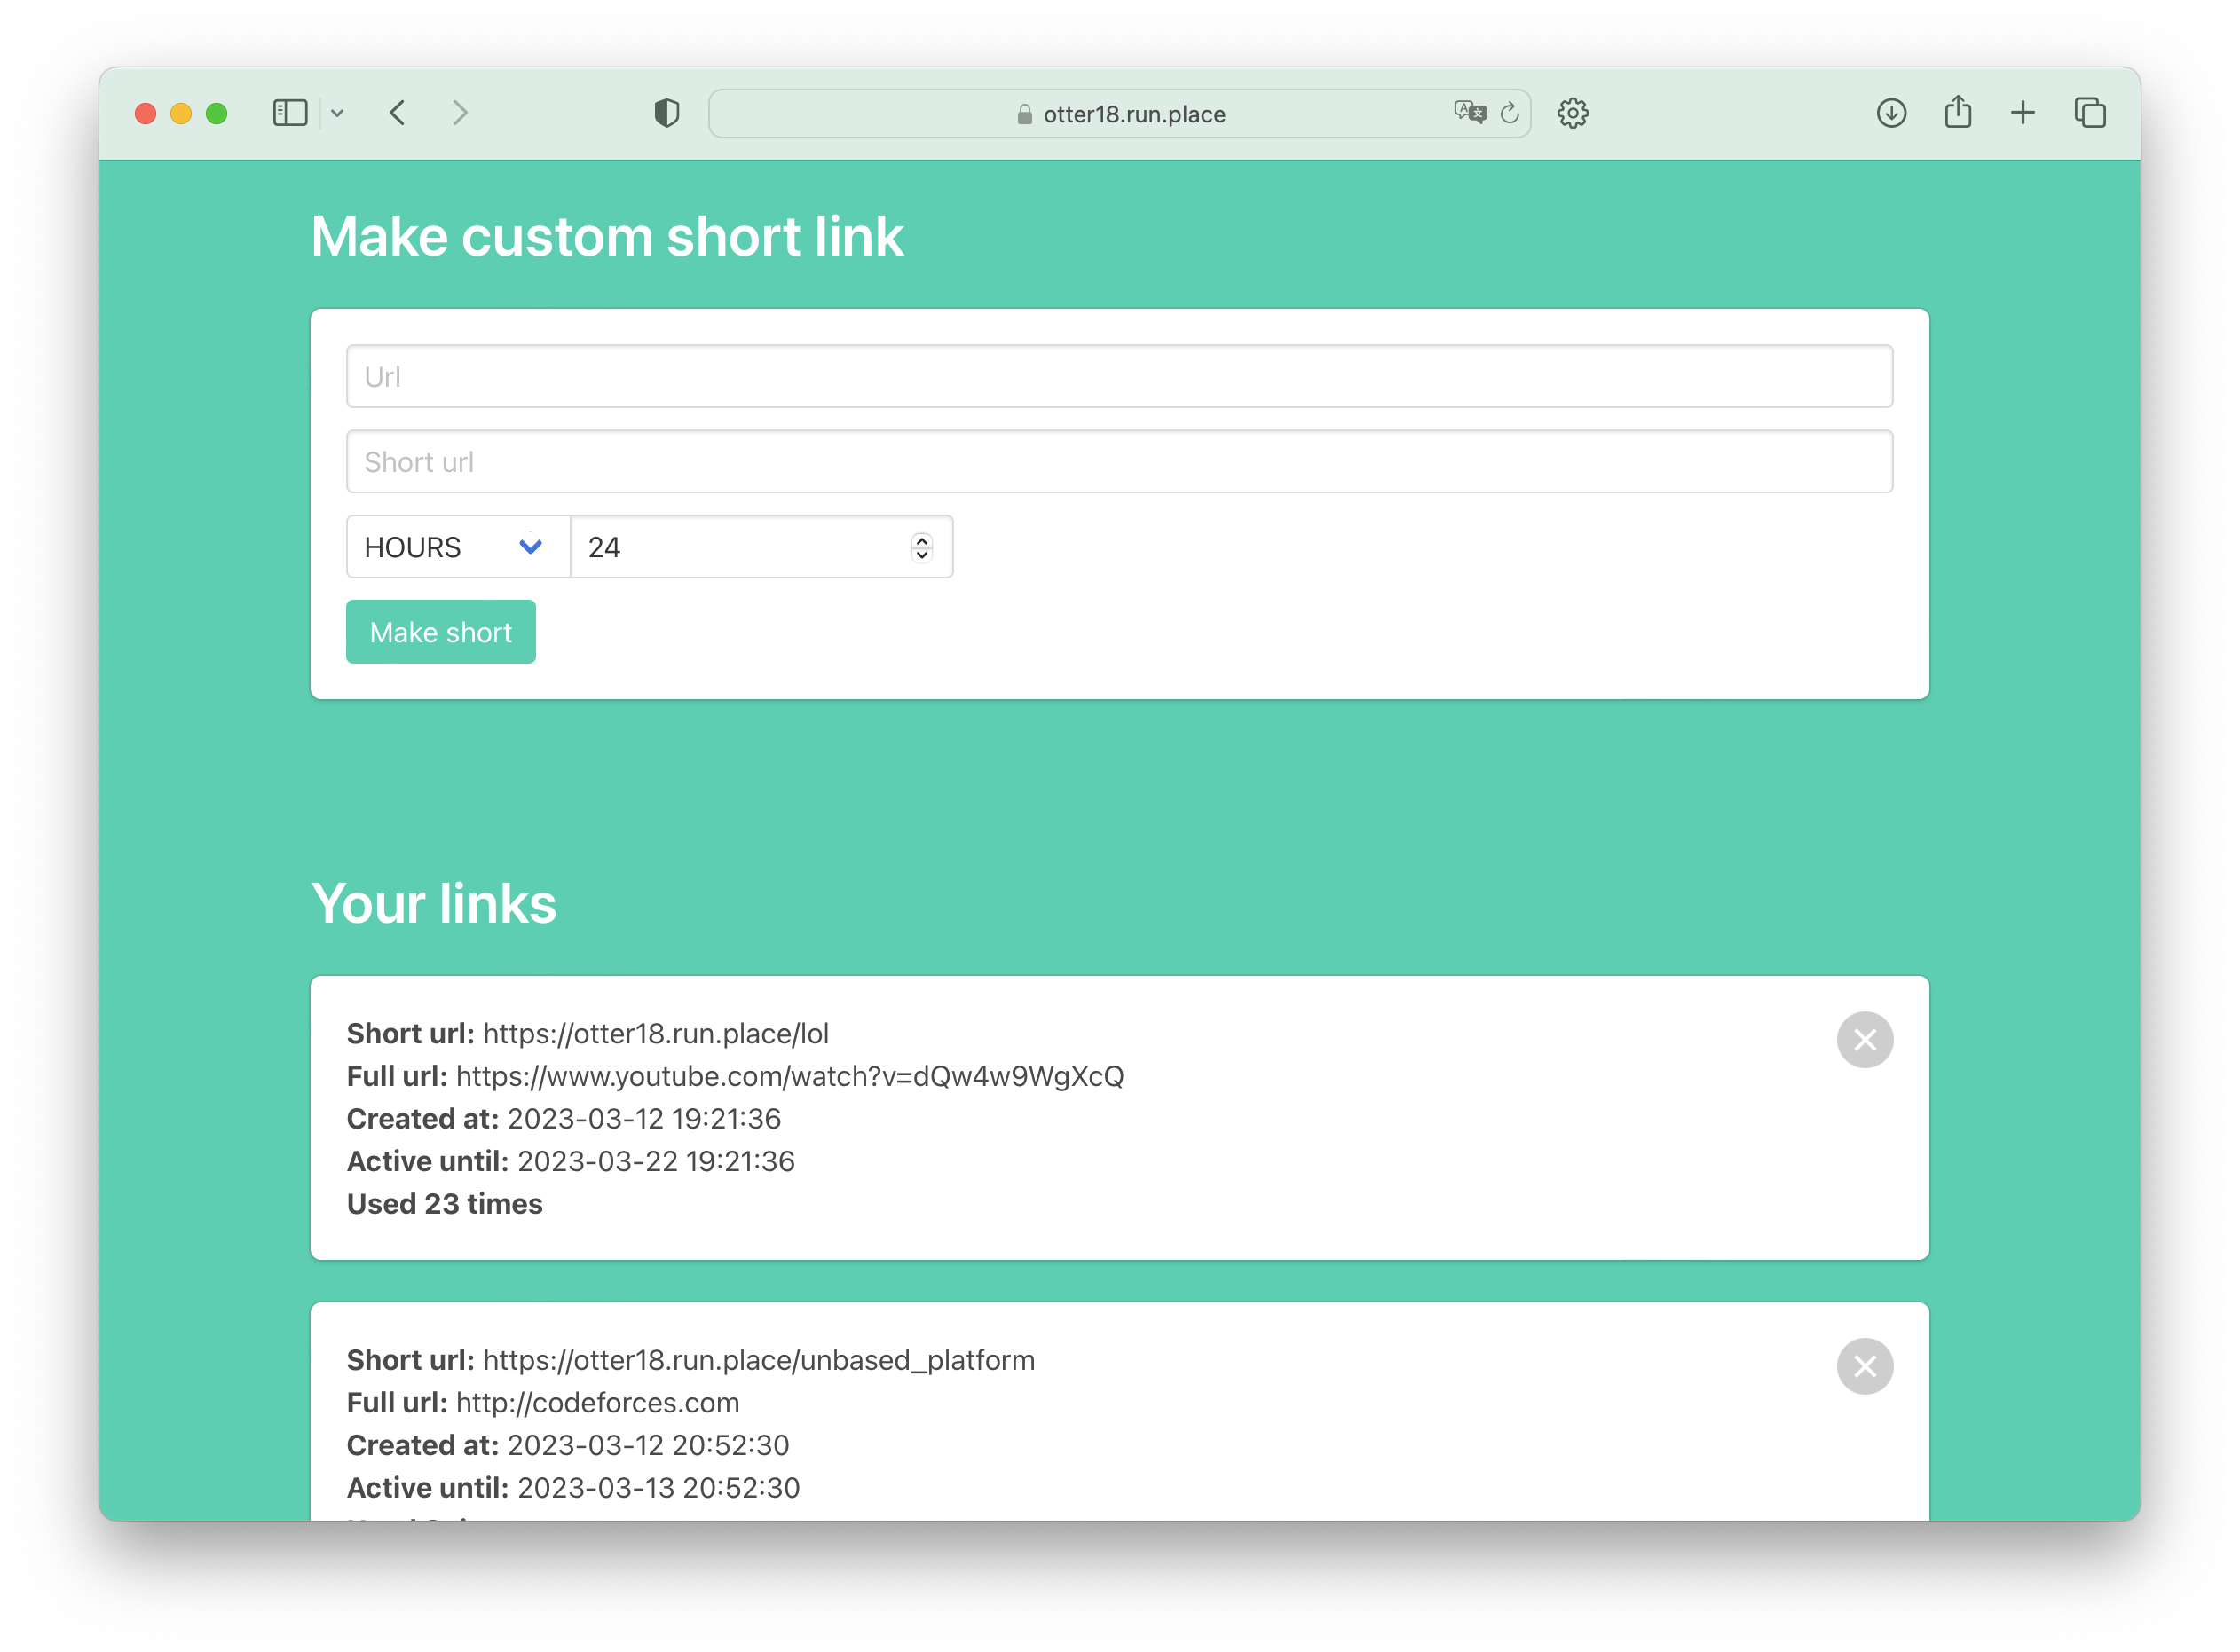 otter18.run.place
Make custom short link
Url
Short url
HOURS 24
Make short
Your links
Short url: https://otter18.run.place/lol
Full url: https://www.youtube.com/watch?v=dQw4w9WgXcQ
Created at: 2023-03-12 19:21:36
Active until: 2023-03-22 19:21:36
Used 23 times
Short url: https://otter18.run.place/unbased_platform
Full url: http://codeforces.com
Created at: 2023-03-12 20:52:30
Active until: 2023-03-13 20:52:30